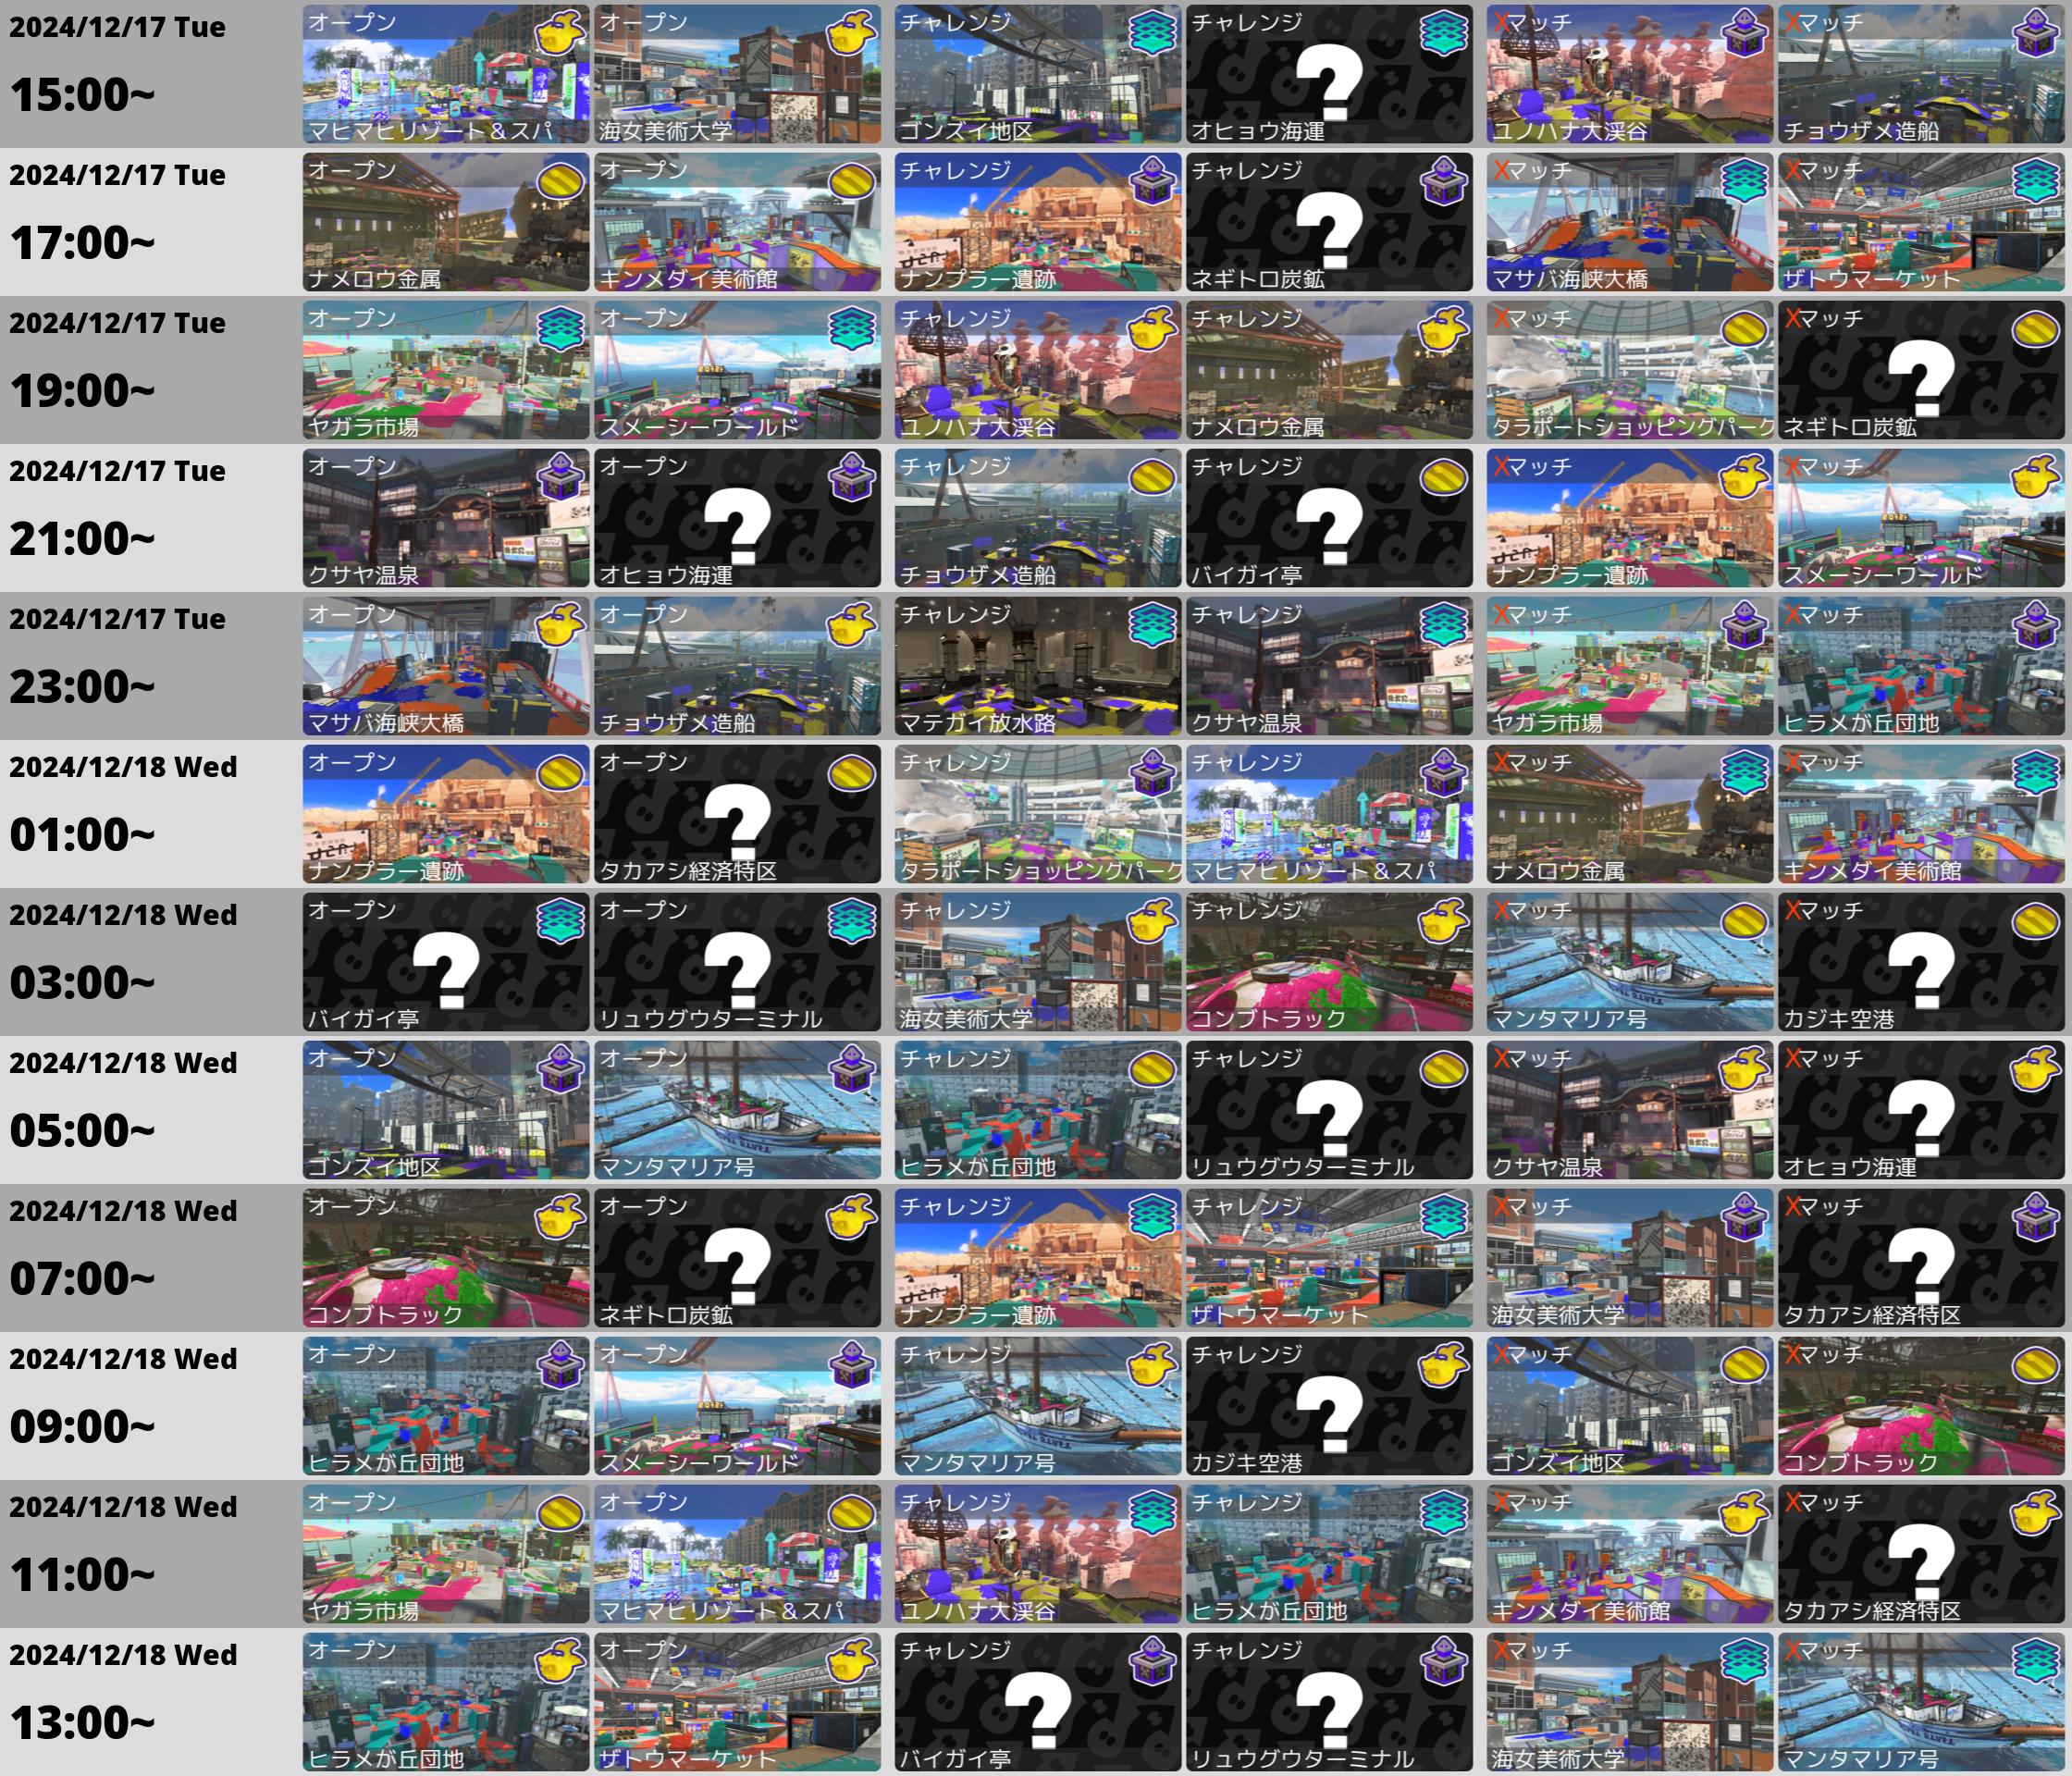 2024/12/17 Tue
15:00~
オープン
マヒマヒリゾート＆スパ
オープン
海女美術大学
チャレンジ
ゴンズイ地区
チャレンジ
オヒョウ海運
Xマッチ
ユノハナ大渓谷
Xマッチ
チョウザメ造船
2024/12/17 Tue
17:00~
オープン
ナメロウ金属
オープン
キンメダイ美術館
チャレンジ
ナンプラー遺跡
チャレンジ
ネギトロ炭鉱
Xマッチ
マサバ海峡大橋
Xマッチ
ザトウマーケット
2024/12/17 Tue
19:00~
オープン
ヤガラ市場
オープン
スメーシーワールド
チャレンジ
ユノハナ大渓谷
チャレンジ
ナメロウ金属
Xマッチ
タラポートショッピングパーク
Xマッチ
ネギトロ炭鉱
2024/12/17 Tue
21:00~
オープン
クサヤ温泉
オープン
オヒョウ海運
チャレンジ
チョウザメ造船
チャレンジ
バイガイ亭
Xマッチ
ナンプラー遺跡
Xマッチ
スメーシーワールド
2024/12/17 Tue
23:00~
オープン
マサバ海峡大橋
オープン
チョウザメ造船
チャレンジ
マテガイ放水路
チャレンジ
クサヤ温泉
Xマッチ
ヤガラ市場
Xマッチ
ヒラメが丘団地
2024/12/18 Wed
01:00~
オープン
ナンプラー遺跡
オープン
タカアシ経済特区
チャレンジ
タラポートショッピングパーク
チャレンジ
マヒマヒリゾート＆スパ
Xマッチ
ナメロウ金属
Xマッチ
キンメダイ美術館
2024/12/18 Wed
03:00~
オープン
バイガイ亭
オープン
リュウグウターミナル
チャレンジ
海女美術大学
チャレンジ
コンブトラック
Xマッチ
マンタマリア号
Xマッチ
カジキ空港
2024/12/18 Wed
05:00~
オープン
ゴンズイ地区
オープン
マンタマリア号
チャレンジ
ヒラメが丘団地
チャレンジ
リュウグウターミナル
Xマッチ
クサヤ温泉
Xマッチ
オヒョウ海運
2024/12/18 Wed
07:00~
オープン
コンブトラック
オープン
ネギトロ炭鉱
チャレンジ
ナンプラー遺跡
チャレンジ
ザトウマーケット
Xマッチ
海女美術大学
Xマッチ
タカアシ経済特区
2024/12/18 Wed
09:00~
オープン
ヒラメが丘団地
オープン
スメーシーワールド
チャレンジ
マンタマリア号
チャレンジ
カジキ空港
Xマッチ
ゴンズイ地区
Xマッチ
コンブトラック
2024/12/18 Wed
11:00~
オープン
ヤガラ市場
オープン
マヒマヒリゾート＆スパ
チャレンジ
ユノハナ大渓谷
チャレンジ
ヒラメが丘団地
Xマッチ
キンメダイ美術館
Xマッチ
タカアシ経済特区
2024/12/18 Wed
13:00~
オープン
ヒラメが丘団地
オープン
ザトウマーケット
チャレンジ
バイガイ亭
チャレンジ
リュウグウターミナル
Xマッチ
海女美術大学
Xマッチ
マンタマリア号